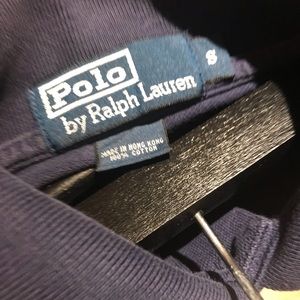 Polo
by Ralph Lauren
S
MADE IN HONG KONG
100% COTTON